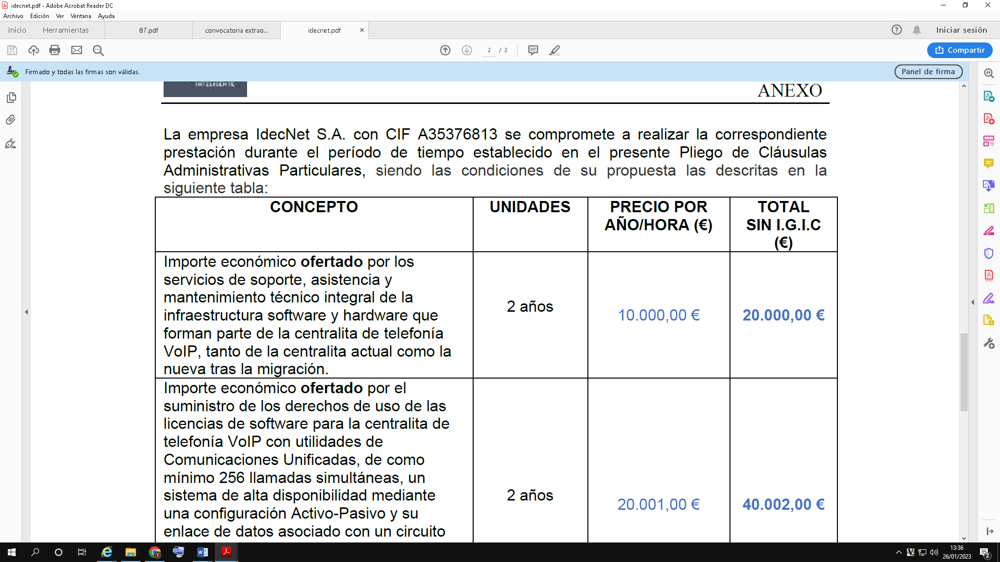 idecnet.pdf - Adobe Acrobat Reader DC
Archivo Edición Ver Ventana Ayuda
Inicio Herramientas 87.pdf convocatoria extrao... idecnet.pdf Iniciar sesión
2 / 2 Compartir
Firmado y todas las firmas son válidas. Panel de firma
INTELIGENTE
ANEXO
La empresa IdecNet S.A. con CIF A35376813 se compromete a realizar la correspondiente
prestación durante el período de tiempo establecido en el presente Pliego de Cláusulas
Administrativas Particulares, siendo las condiciones de su propuesta las descritas en la
siguiente tabla:
CONCEPTO
UNIDADES
PRECIO POR
AÑO/HORA (€)
TOTAL
SIN I.G.I.C
(€)
Importe económico ofertado por los
servicios de soporte, asistencia y
mantenimiento técnico integral de la
infraestructura software y hardware que
forman parte de la centralita de telefonía
VoIP, tanto de la centralita actual como la
nueva tras la migración.
2 años
10.000,00 €
20.000,00 €
Importe económico ofertado por el
suministro de los derechos de uso de las
licencias de software para la centralita de
telefonía VoIP con utilidades de
Comunicaciones Unificadas, de como
mínimo 256 llamadas simultáneas, un
sistema de alta disponibilidad mediante
una configuración Activo-Pasivo y su
enlace de datos asociado con un circuito
2 años
20.001,00 €
40.002,00 €
13:36
26/01/2023
2